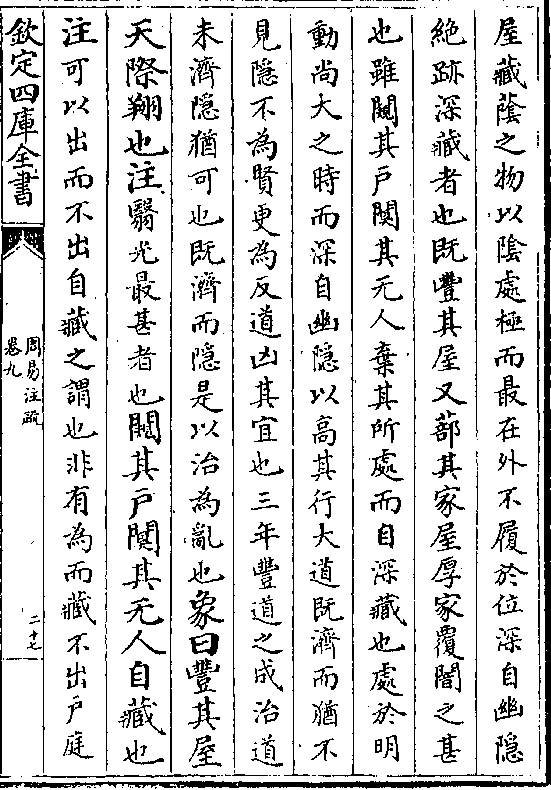 屋藏蔭之物以陰處極而最在外不履於位深自幽隱
絶跡深藏者也既豐其屋又蔀其家屋厚家覆闇之甚
也雖闚其戶闃其无人棄其所處而自深藏也處於明
動尚大之時而深自幽隱以髙其行大道既濟而猶不
見隱不為賢更為反道凶其宜也三年豐道之成治道
未濟隱猶可也既濟而隱是以治為亂也象曰豐其屋
天際翔也注翳光最甚者也闚其戶闃其无人自藏也
注可以出而不出自藏之謂也非有為而藏不出戶庭
欽定四庫全書
周易注疏
卷九
二十七